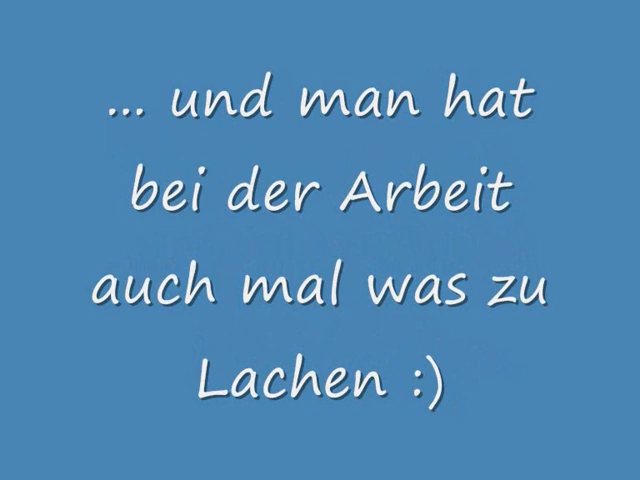 ... und man hat
bei der Arbeit
auch mal was zu
Lachen :)